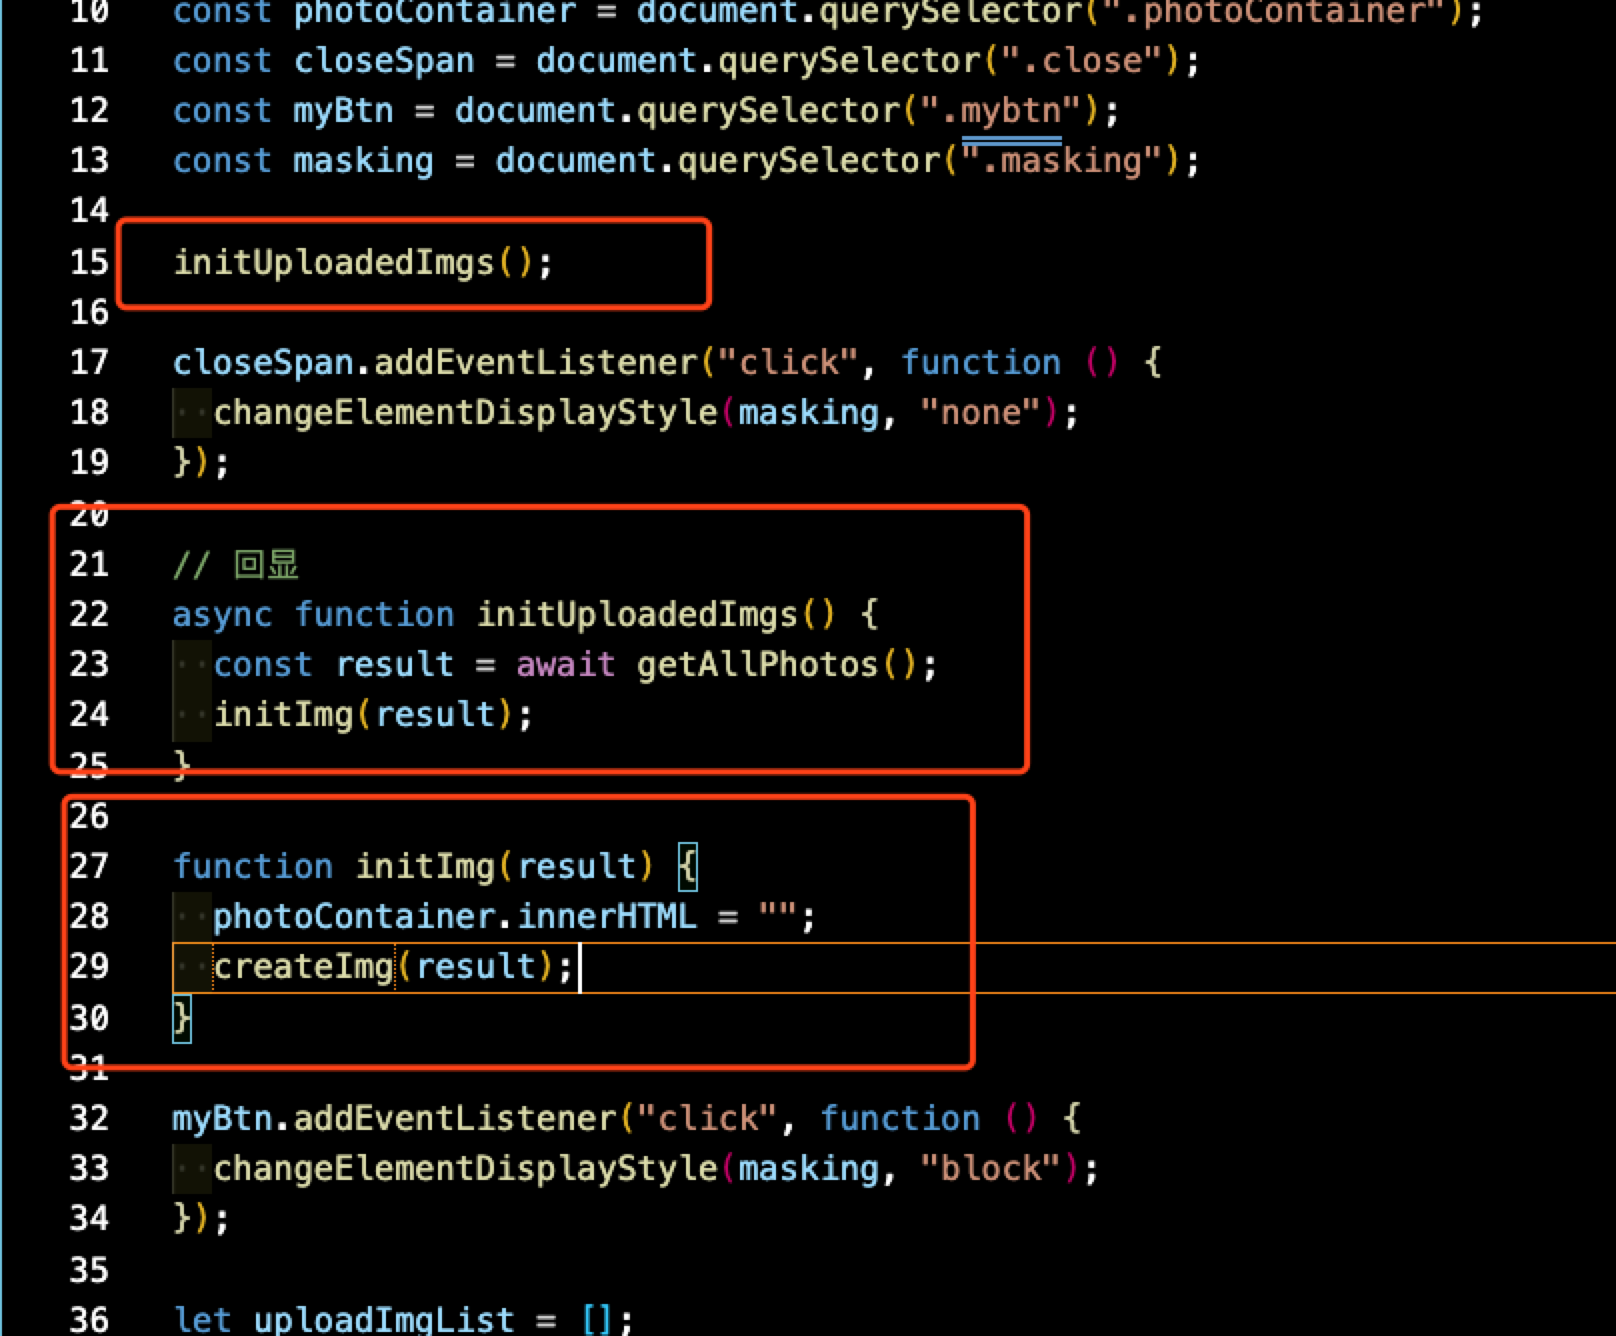 10 const photoContainer = document.querySelector(".photoContainer");
11 const closeSpan = document.querySelector(".close");
12 const myBtn = document.querySelector(".mybtn");
13 const masking = document.querySelector(".masking");
14
15 initUploadedImgs();
16
17 closeSpan.addEventListener("click", function () {
18 ··changeElementDisplayStyle(masking, "none");
19 });
20
21 // 回显
22 async function initUploadedImgs() {
23 ··const result = await getAllPhotos();
24 ··initImg(result);
25 }
26
27 function initImg(result) {
28 ··photoContainer.innerHTML = "";
29 ··createImg(result);
30 }
31
32 myBtn.addEventListener("click", function () {
33 ··changeElementDisplayStyle(masking, "block");
34 });
35
36 let uploadImgList = [];